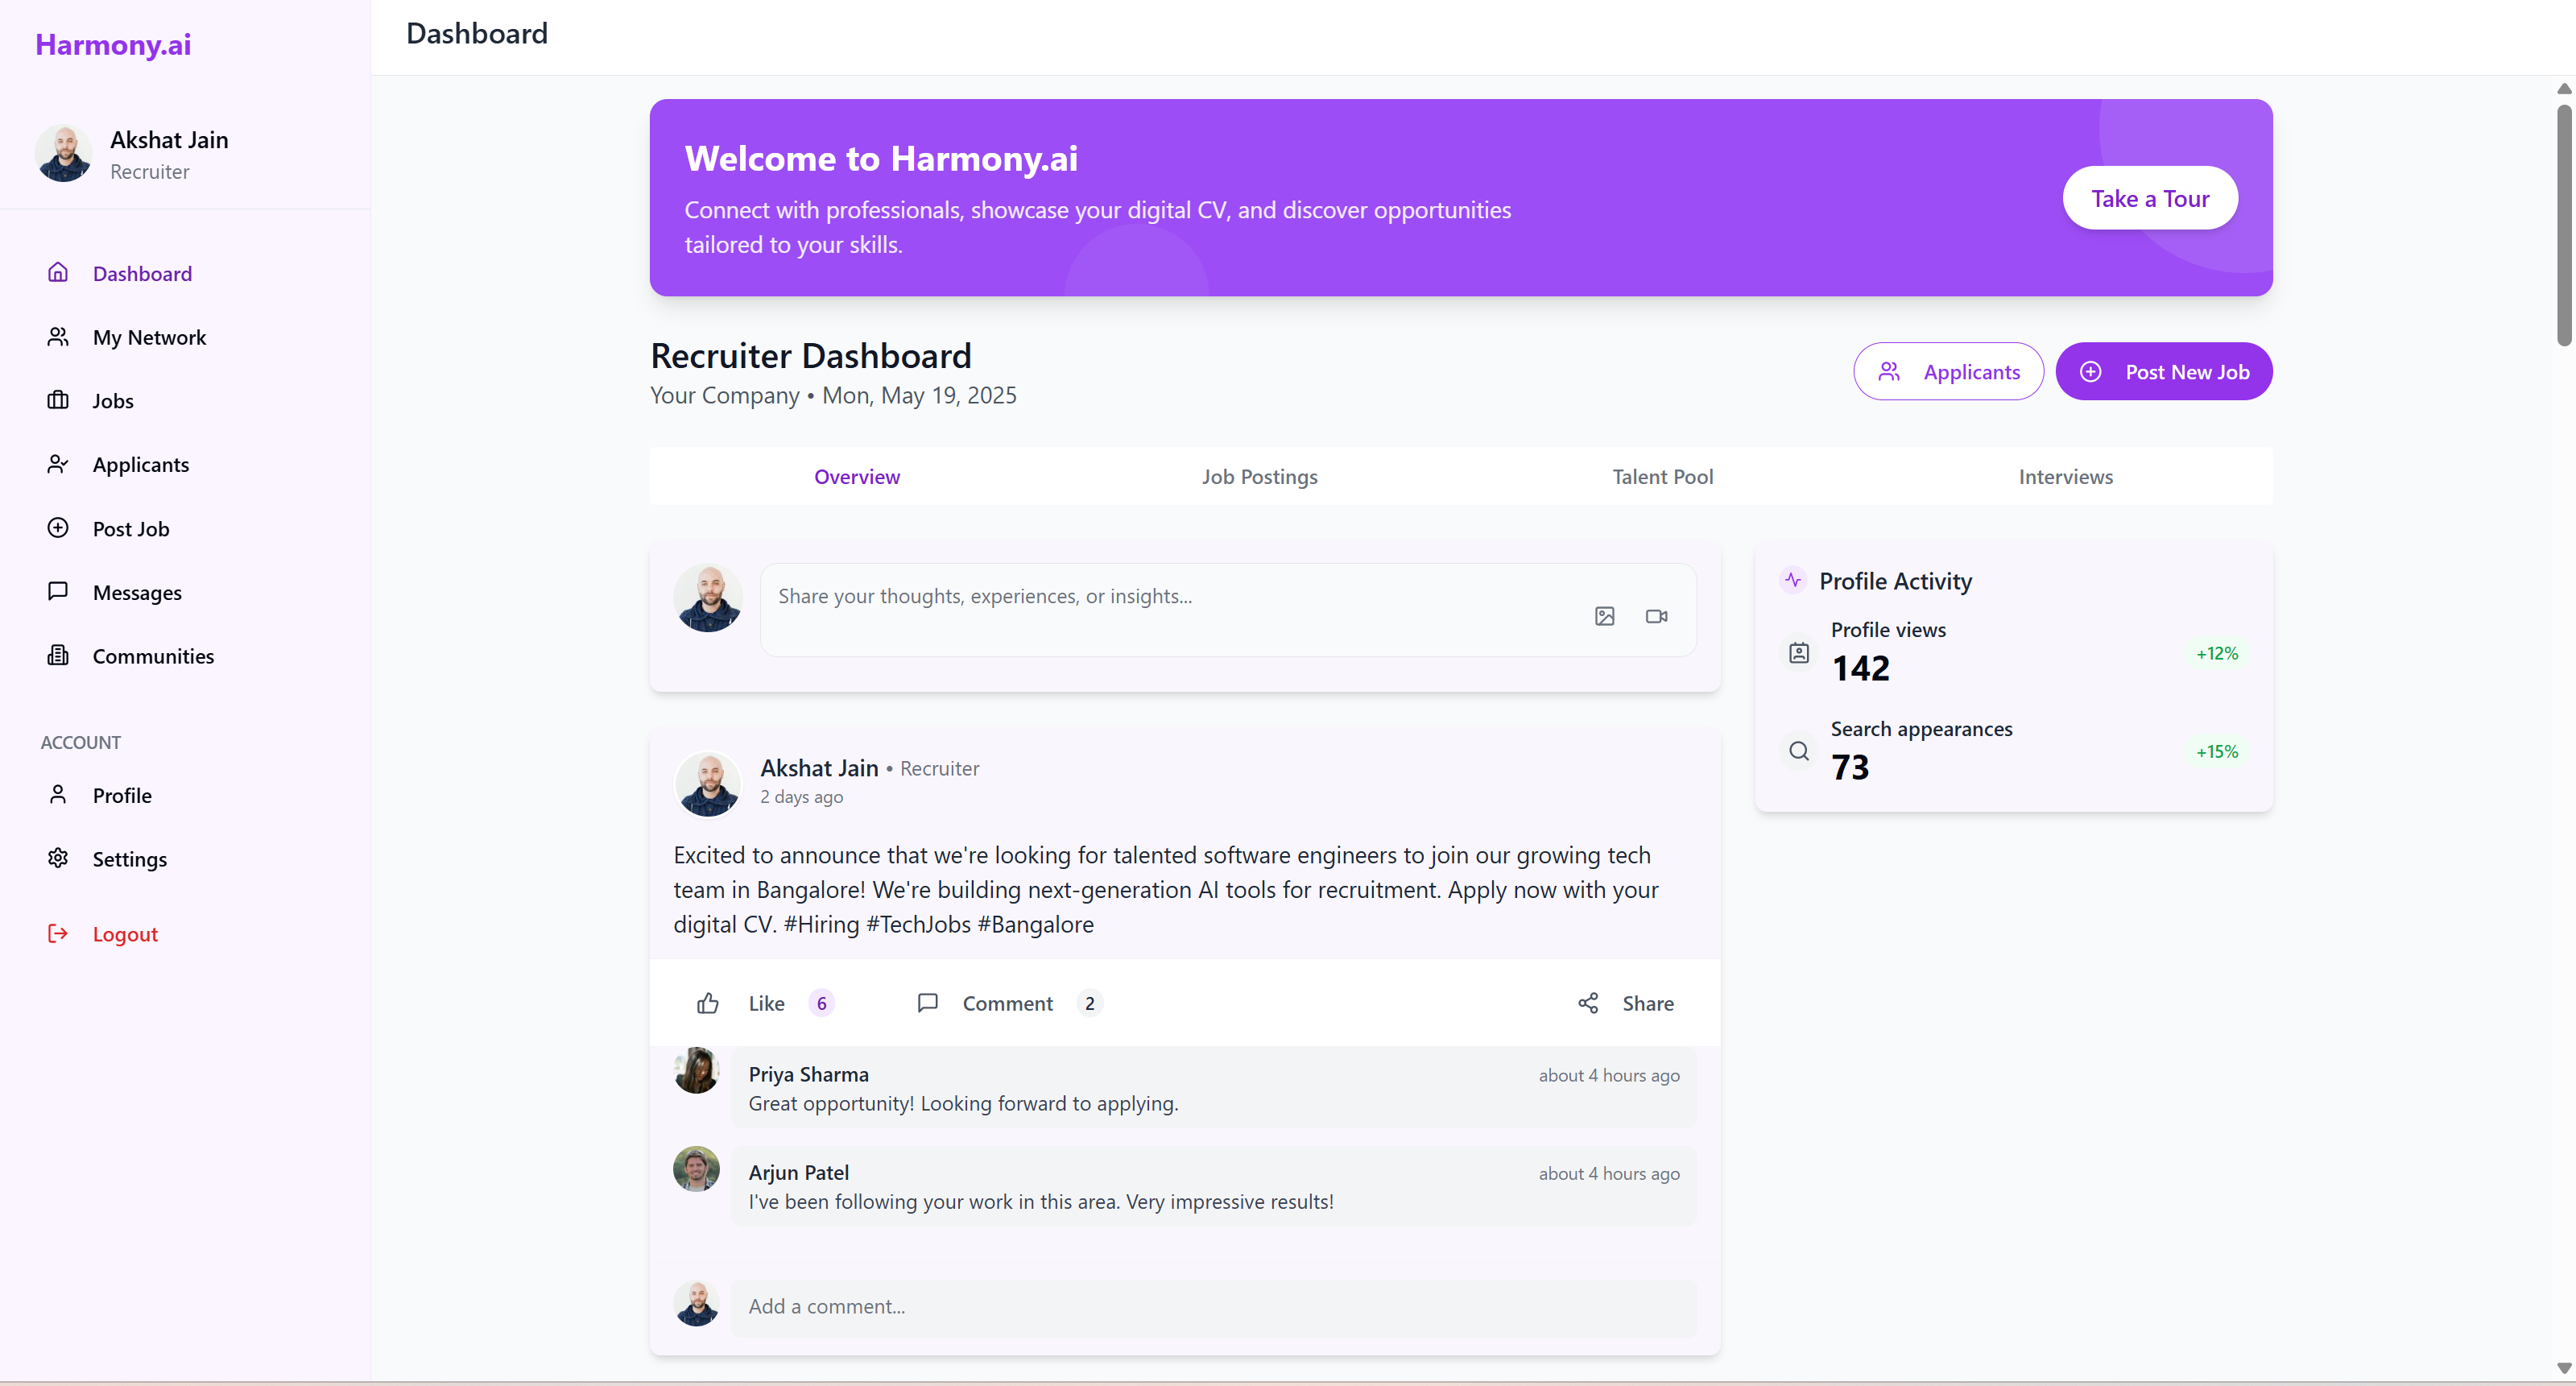 Harmony.ai
Akshat Jain
Recruiter
Dashboard
My Network
Jobs
Applicants
Post Job
Messages
Communities
ACCOUNT
Profile
Settings
Logout
Dashboard
Welcome to Harmony.ai
Connect with professionals, showcase your digital CV, and discover opportunities
tailored to your skills.
Take a Tour
Recruiter Dashboard
Your Company • Mon, May 19, 2025
Applicants
Post New Job
Overview
Job Postings
Talent Pool
Interviews
Share your thoughts, experiences, or insights...
Akshat Jain • Recruiter
2 days ago
Excited to announce that we're looking for talented software engineers to join our growing tech
team in Bangalore! We're building next-generation AI tools for recruitment. Apply now with your
digital CV. #Hiring #TechJobs #Bangalore
Like 6
Comment 2
Share
Priya Sharma
about 4 hours ago
Great opportunity! Looking forward to applying.
Arjun Patel
about 4 hours ago
I've been following your work in this area. Very impressive results!
Add a comment...
Profile Activity
Profile views
142
+12%
Search appearances
73
+15%